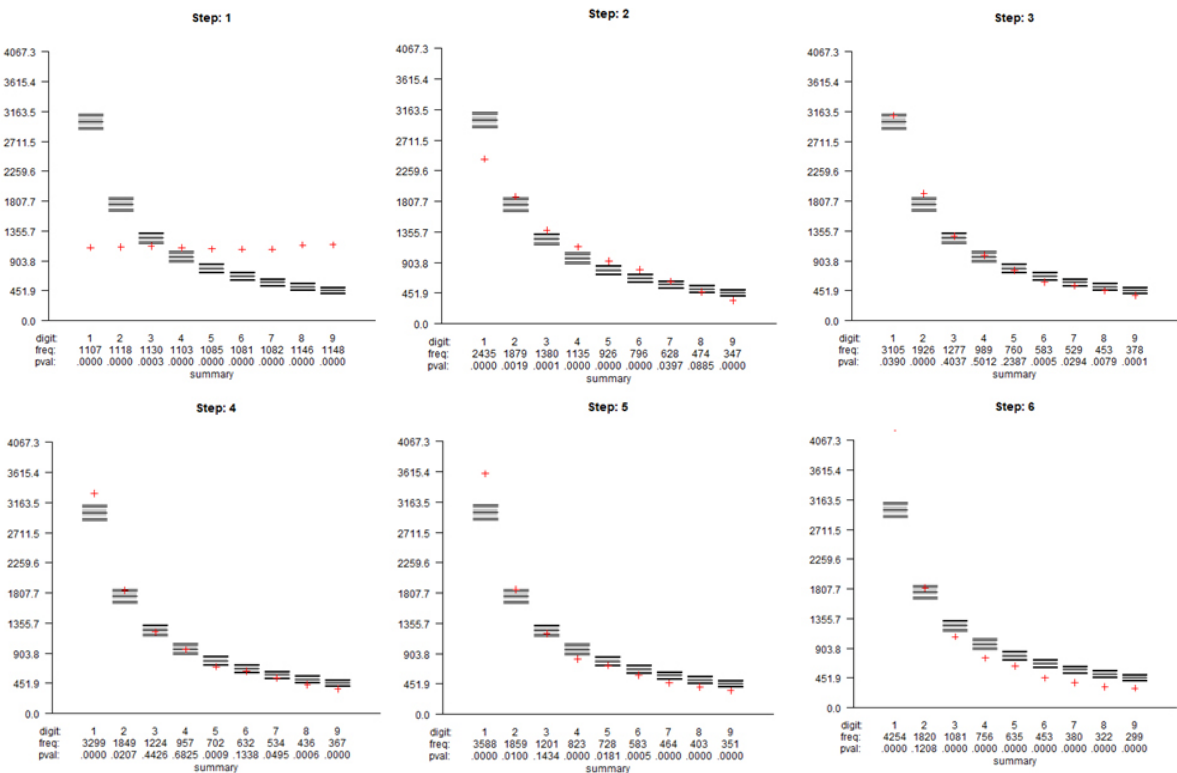 Step: 1
4067.3
3615.4
3163.5
2711.5
2259.6
1807.7
1355.7
903.8
451.9
0.0
digit: 1 2 3 4 5 6 7 8 9
freq: 1107 1118 1130 1103 1085 1081 1082 1146 1148
pval: .0000 .0000 .0003 .0000 .0000 .0000 .0000 .0000 .0000
summary
Step: 2
4067.3
3615.4
3163.5
2711.5
2259.6
1807.7
1355.7
903.8
451.9
0.0
digit: 1 2 3 4 5 6 7 8 9
freq: 2435 1879 1380 1135 926 796 628 474 347
pval: .0000 .0019 .0001 .0000 .0000 .0000 .0397 .0885 .0000
summary
Step: 3
4067.3
3615.4
3163.5
2711.5
2259.6
1807.7
1355.7
903.8
451.9
0.0
digit: 1 2 3 4 5 6 7 8 9
freq: 3105 1926 1277 989 760 583 529 453 378
pval: .0390 .0000 .4037 .5012 .2387 .0005 .0294 .0079 .0001
summary
Step: 4
4067.3
3615.4
3163.5
2711.5
2259.6
1807.7
1355.7
903.8
451.9
0.0
digit: 1 2 3 4 5 6 7 8 9
freq: 3299 1849 1224 957 702 632 534 436 367
pval: .0000 .0207 .4426 .6825 .0009 .1338 .0495 .0006 .0000
summary
Step: 5
4067.3
3615.4
3163.5
2711.5
2259.6
1807.7
1355.7
903.8
451.9
0.0
digit: 1 2 3 4 5 6 7 8 9
freq: 3588 1859 1201 823 728 583 464 403 351
pval: .0000 .0100 .1434 .0000 .0181 .0005 .0000 .0000 .0000
summary
Step: 6
4067.3
3615.4
3163.5
2711.5
2259.6
1807.7
1355.7
903.8
451.9
0.0
digit: 1 2 3 4 5 6 7 8 9
freq: 4254 1820 1081 756 635 453 380 322 299
pval: .0000 .1208 .0000 .0000 .0000 .0000 .0000 .0000 .0000
summary